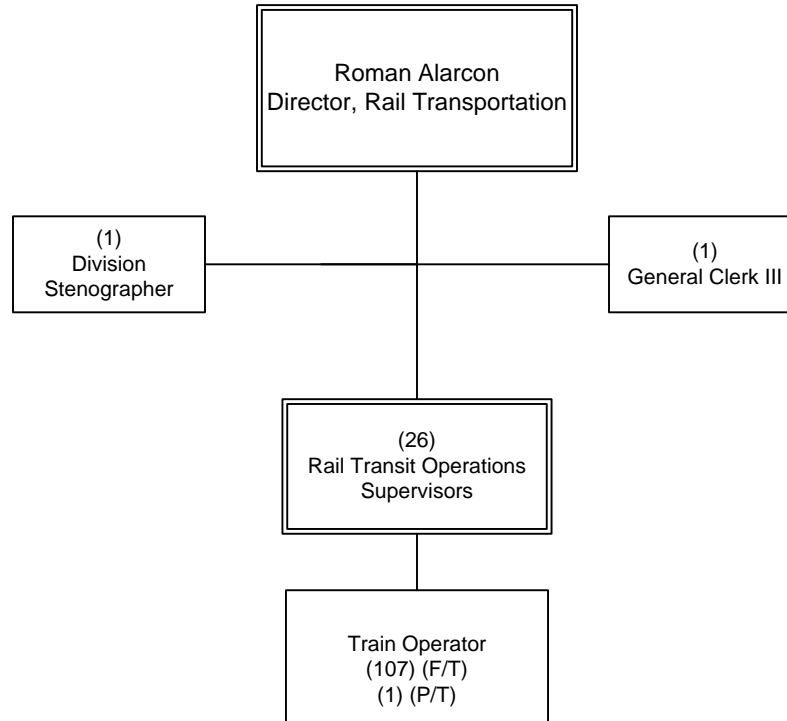 Roman Alarcon
Director, Rail Transportation
(1)
Division
Stenographer
(1)
General Clerk III
(26)
Rail Transit Operations
Supervisors
Train Operator
(107) (F/T)
(1) (P/T)